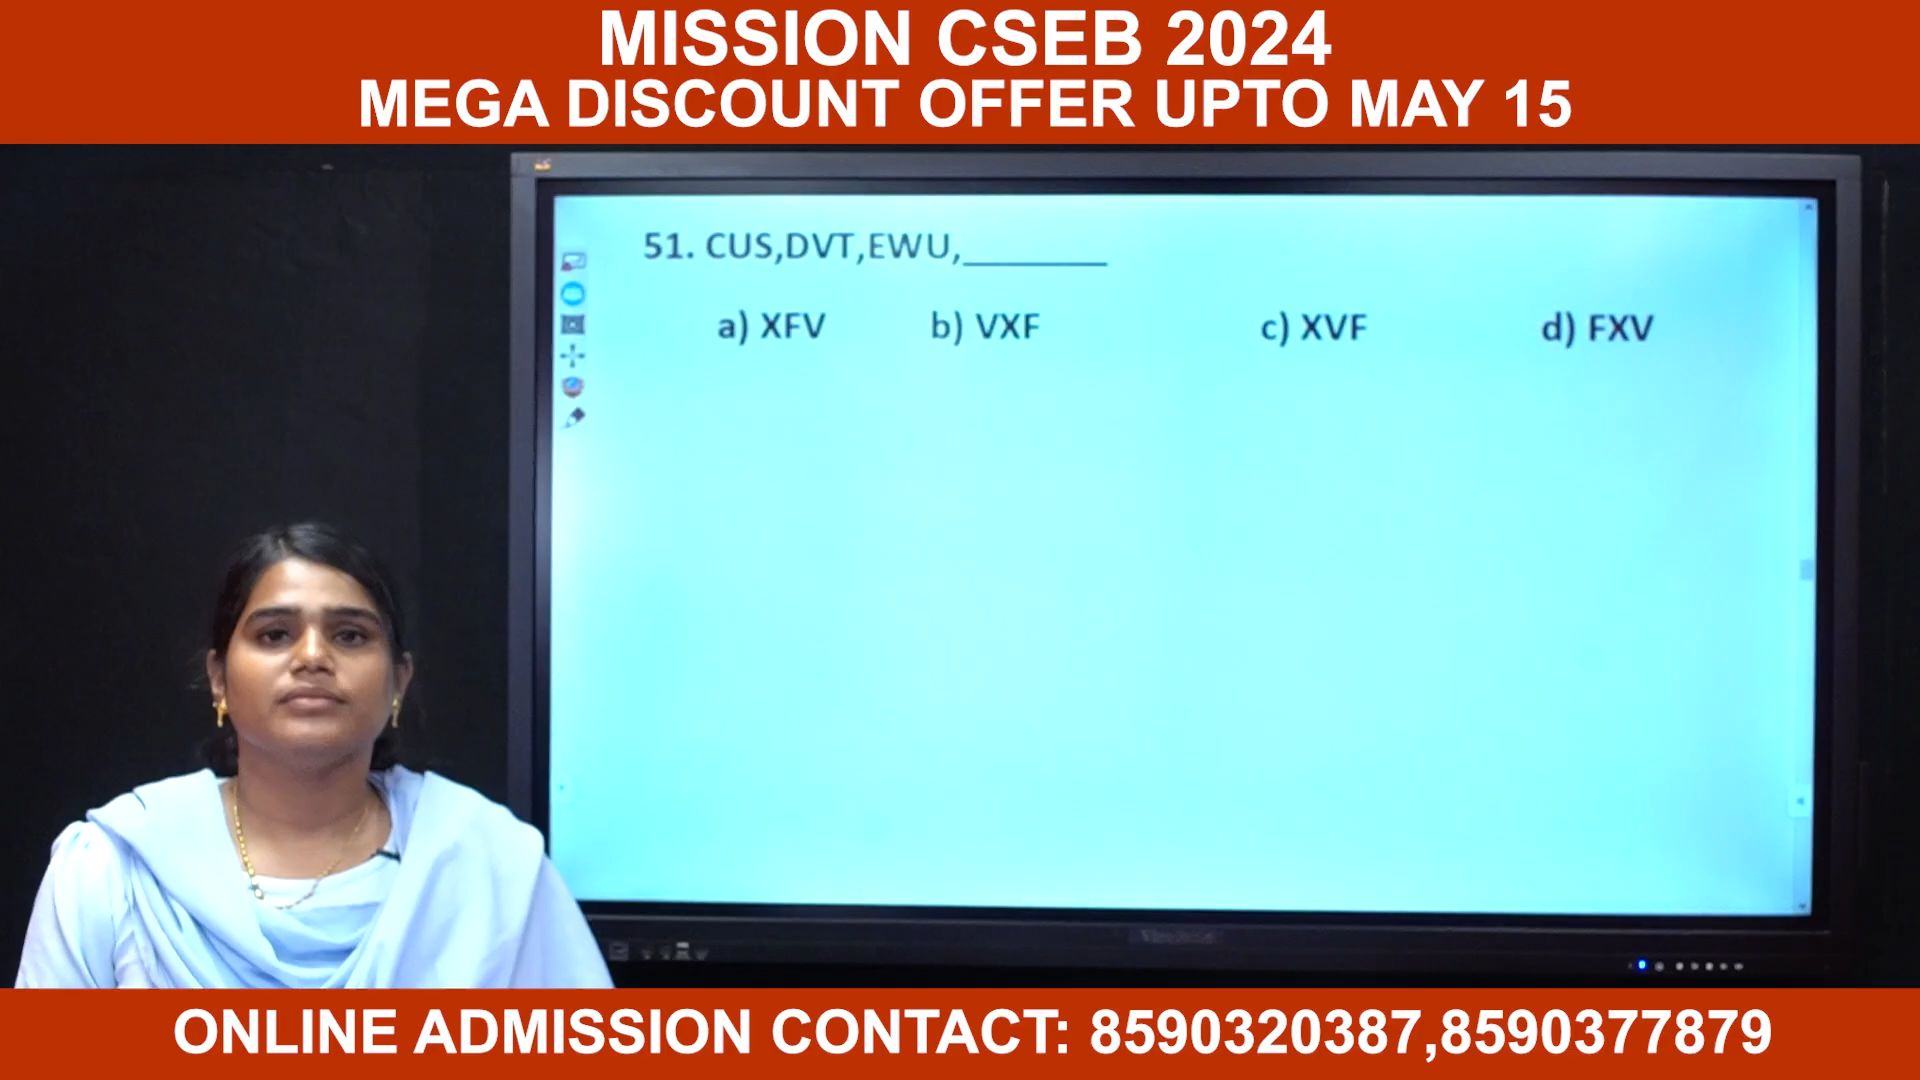 MISSION CSEB 2024
MEGA DISCOUNT OFFER UPTO MAY 15
51. CUS,DVT,EWU,________
a) XFV b) VXF c) XVF d) FXV
ONLINE ADMISSION CONTACT: 8590320387,8590377879